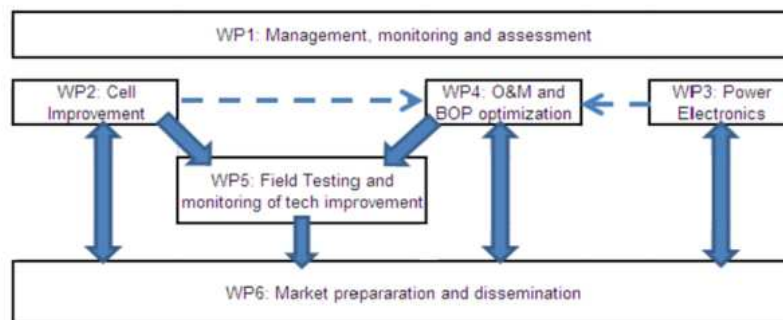 WP1: Management, monitoring and assessment
WP2: Cell
Improvement
WP4: O&M and
BOP optimization
WP3: Power
Electronics
WP5: Field Testing and
monitoring of tech improvement
WP6: Market prepararation and dissemination